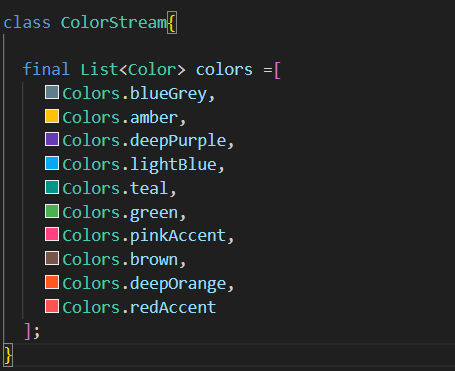 class ColorStream{
final List<Color> colors =[
Colors.blueGrey,
Colors.amber,
Colors.deepPurple,
Colors.lightBlue,
Colors.teal,
Colors.green,
Colors.pinkAccent,
Colors.brown,
Colors.deepOrange,
Colors.redAccent
];
}